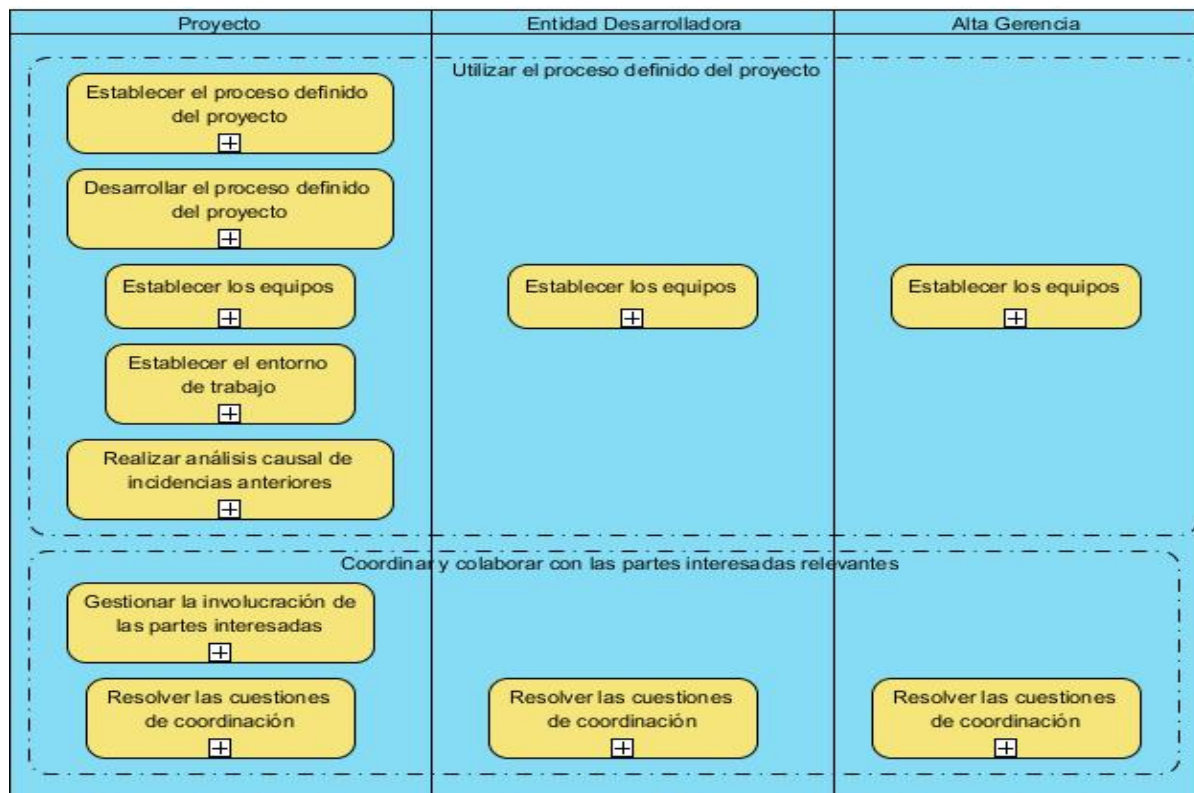 Proyecto
Entidad Desarrolladora
Alta Gerencia
Utilizar el proceso definido del proyecto
Establecer el proceso definido
del proyecto
Desarrollar el proceso definido
del proyecto
Establecer los equipos
Establecer los equipos
Establecer los equipos
Establecer el entorno
de trabajo
Realizar análisis causal de
incidencias anteriores
Coordinar y colaborar con las partes interesadas relevantes
Gestionar la involucración de
las partes interesadas
Resolver las cuestiones
de coordinación
Resolver las cuestiones
de coordinación
Resolver las cuestiones
de coordinación